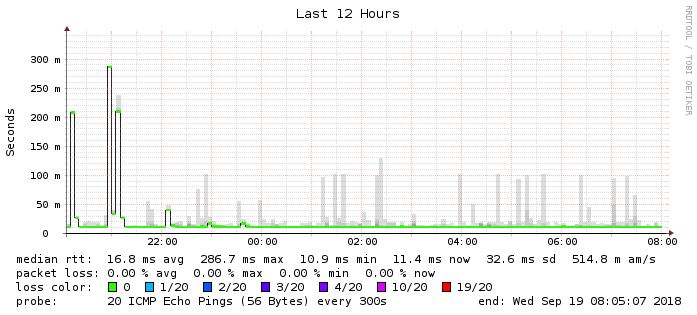 Last 12 Hours
RRDTOOL / TOBI OETIKER
Seconds
300 m
250 m
200 m
150 m
100 m
50 m
0
22:00 00:00 02:00 04:00 06:00 08:00
median rtt: 16.8 ms avg 286.7 ms max 10.9 ms min 11.4 ms now 32.6 ms sd 514.8 m am/s
packet loss: 0.00 % avg 0.00 % max 0.00 % min 0.00 % now
loss color: 0 1/20 2/20 3/20 4/20 10/20 19/20
probe: 20 ICMP Echo Pings (56 Bytes) every 300s end: Wed Sep 19 08:05:07 2018